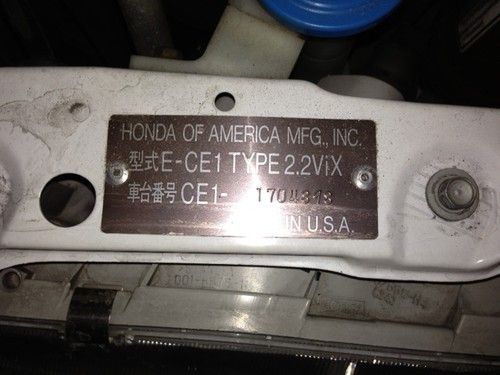 HONDA OF AMERICA MFG., INC.
型式 E-CE1 TYPE 2.2ViX
車台番号 CE1-
IN U.S.A.